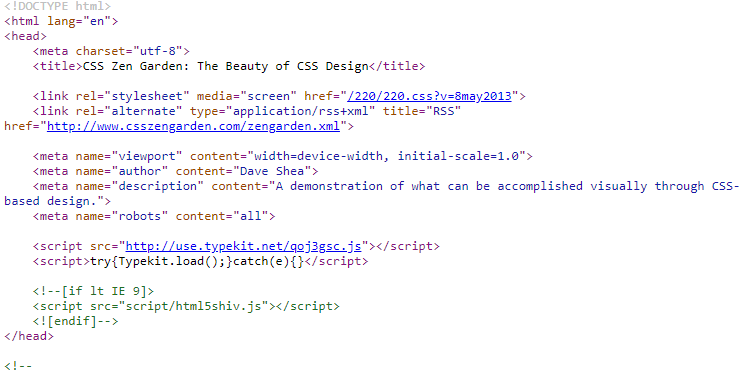 <!DOCTYPE html>
<html lang="en">
<head>
<meta charset="utf-8">
<title>CSS Zen Garden: The Beauty of CSS Design</title>
<link rel="stylesheet" media="screen" href="/220/220.css?v=8may2013">
<link rel="alternate" type="application/rss+xml" title="RSS"
href="http://www.csszengarden.com/zengarden.xml">
<meta name="viewport" content="width=device-width, initial-scale=1.0">
<meta name="author" content="Dave Shea">
<meta name="description" content="A demonstration of what can be accomplished visually through CSS-
based design.">
<meta name="robots" content="all">
<script src="http://use.typekit.net/qoj3gsc.js"></script>
<script>try{Typekit.load();}catch(e){}</script>
<!--[if lt IE 9]>
<script src="script/html5shiv.js"></script>
<![endif]-->
</head>
<!--